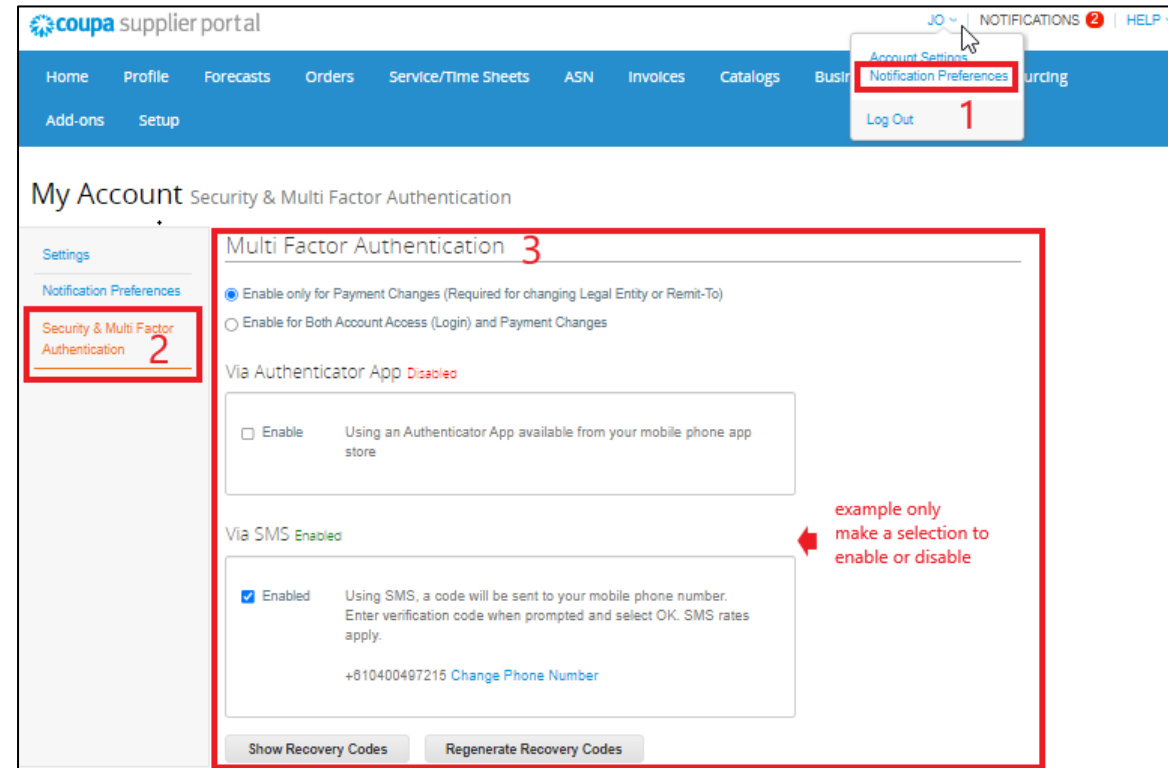 coupa supplier portal
JO NOTIFICATIONS 2 HELP
Account Settings
Notification Preferences
Log Out
1
Home Profile Forecasts Orders Service/Time Sheets ASN Invoices Catalogs
Add-ons Setup
My Account Security & Multi Factor Authentication
Settings
Notification Preferences
Security & Multi Factor
Authentication
2
Multi Factor Authentication 3
Enable only for Payment Changes (Required for changing Legal Entity or Remit-To)
Enable for Both Account Access (Login) and Payment Changes
Via Authenticator App Disabled
Enable Using an Authenticator App available from your mobile phone app
store
example only
make a selection to
enable or disable
Via SMS Enabled
Enabled Using SMS, a code will be sent to your mobile phone number.
Enter verification code when prompted and select OK. SMS rates
apply.
+610400497215 Change Phone Number
Show Recovery Codes Regenerate Recovery Codes